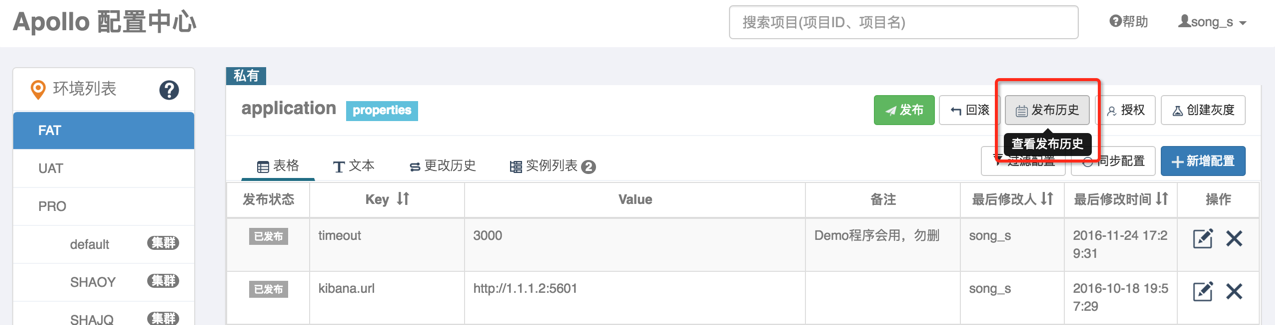 Apollo 配置中心
搜索项目(项目ID、项目名)
帮助
song_s
环境列表
FAT
UAT
PRO
default 集群
SHAOY 集群
SHAJQ 集群
私有
application properties
发布 回滚 发布历史 授权 创建灰度
查看发布历史
表格 文本 更改历史 实例列表 2
过滤配置 同步配置 新增配置
发布状态 Key Value 备注 最后修改人 最后修改时间 操作
已发布 timeout 3000 Demo程序会用，勿删 song_s 2016-11-24 17:2
9:31
已发布 kibana.url http://1.1.1.2:5601 song_s 2016-10-18 19:5
7:29